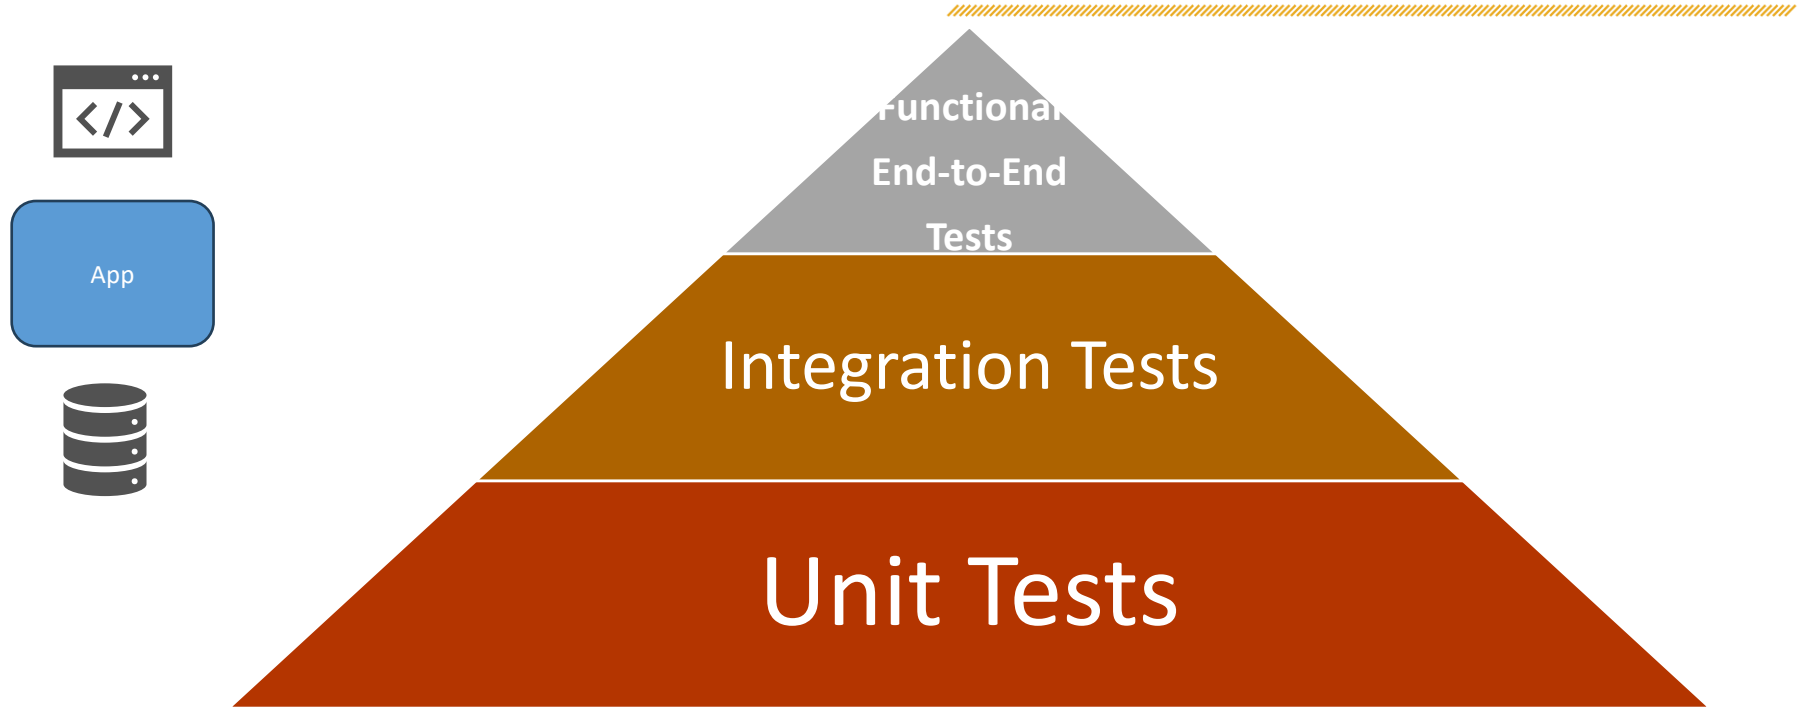 </>
Functional
End-to-End
Tests
App
Integration Tests
Unit Tests